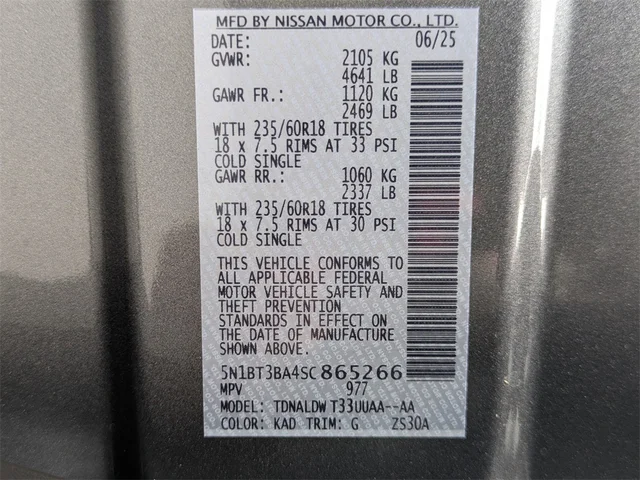 MFD BY NISSAN MOTOR CO., LTD.
DATE: 06/25
GVWR: 2105 KG
4641 LB
GAWR FR.: 1120 KG
2469 LB
WITH 235/60R18 TIRES
18 x 7.5 RIMS AT 33 PSI
COLD SINGLE
GAWR RR.: 1060 KG
2337 LB
WITH 235/60R18 TIRES
18 x 7.5 RIMS AT 30 PSI
COLD SINGLE
THIS VEHICLE CONFORMS TO
ALL APPLICABLE FEDERAL
MOTOR VEHICLE SAFETY AND
THEFT PREVENTION
STANDARDS IN EFFECT ON
THE DATE OF MANUFACTURE
SHOWN ABOVE.
5N1BT3BA4SC865266
MPV 977
MODEL: TDNALDW T33UUAA--AA
COLOR: KAD TRIM: G ZS30A